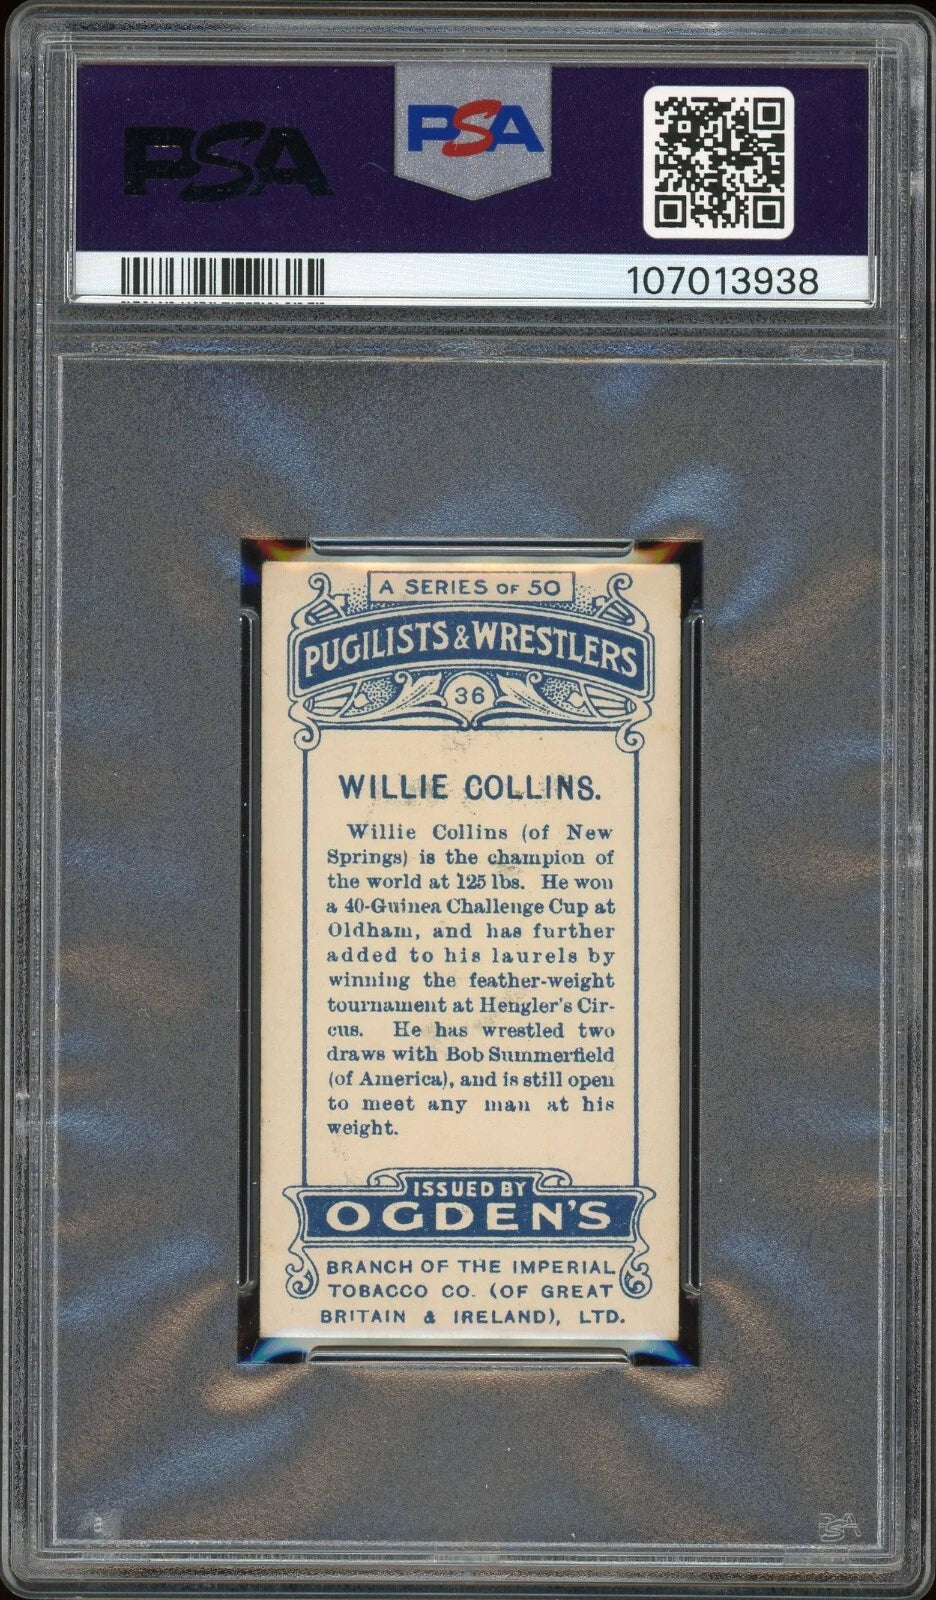 PSA
PSA
107013938
A SERIES OF 50
PUGILISTS & WRESTLERS
36
WILLIE COLLINS.
Willie Collins (of New
Springs) is the champion of
the world at 125 lbs. He won
a 40-Guinea Challenge Cup at
Oldham, and has further
added to his laurels by
winning the feather-weight
tournament at Hengler's Cir-
cus. He has wrestled two
draws with Bob Summerfield
(of America), and is still open
to meet any man at his
weight.
ISSUED BY
OGDEN'S
BRANCH OF THE IMPERIAL
TOBACCO CO. (OF GREAT
BRITAIN & IRELAND), LTD.
PSA